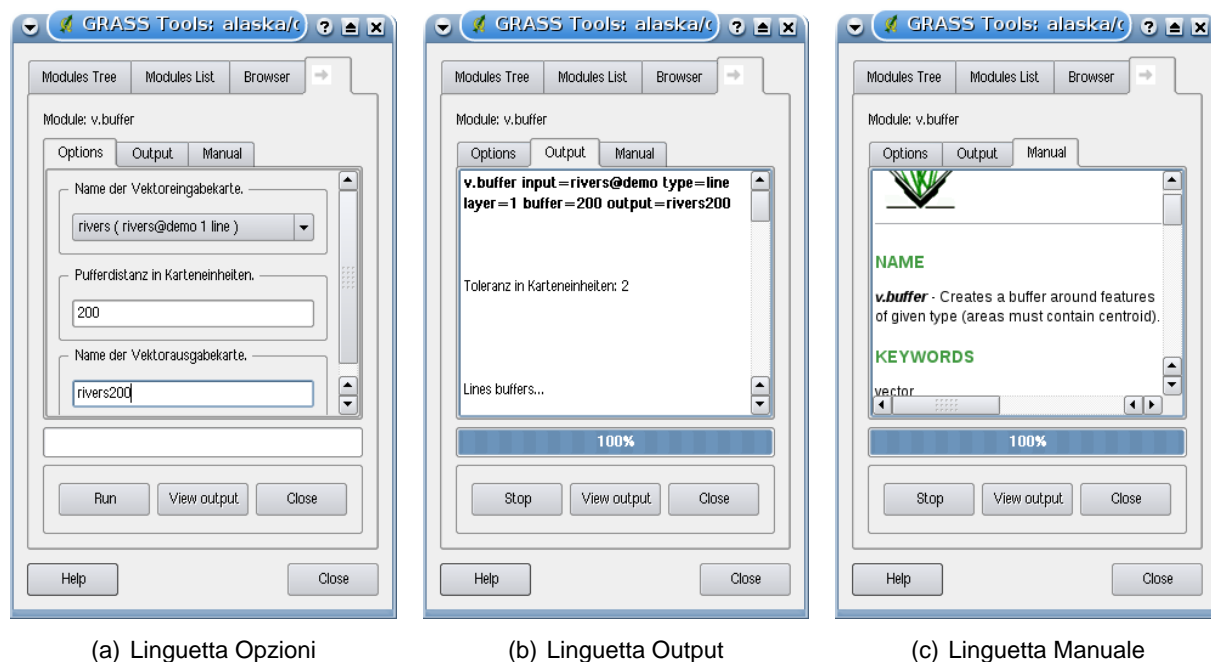 GRASS Tools: alaska/c
Modules Tree
Modules List
Browser
Module: v.buffer
Options
Output
Manual
Name der Vektoreingabekarte.
rivers ( rivers@demo 1 line )
Pufferdistanz in Karteneinheiten.
200
Name der Vektorausgabekarte.
rivers200
Run
View output
Close
Help
Close
(a) Linguetta Opzioni
GRASS Tools: alaska/c
Modules Tree
Modules List
Browser
Module: v.buffer
Options
Output
Manual
v.buffer input=rivers@demo type=line
layer=1 buffer=200 output=rivers200
Toleranz in Karteneinheiten: 2
Lines buffers...
100%
Stop
View output
Close
Help
Close
(b) Linguetta Output
GRASS Tools: alaska/c
Modules Tree
Modules List
Browser
Module: v.buffer
Options
Output
Manual
NAME
v.buffer - Creates a buffer around features
of given type (areas must contain centroid).
KEYWORDS
vector
100%
Stop
View output
Close
Help
Close
(c) Linguetta Manuale